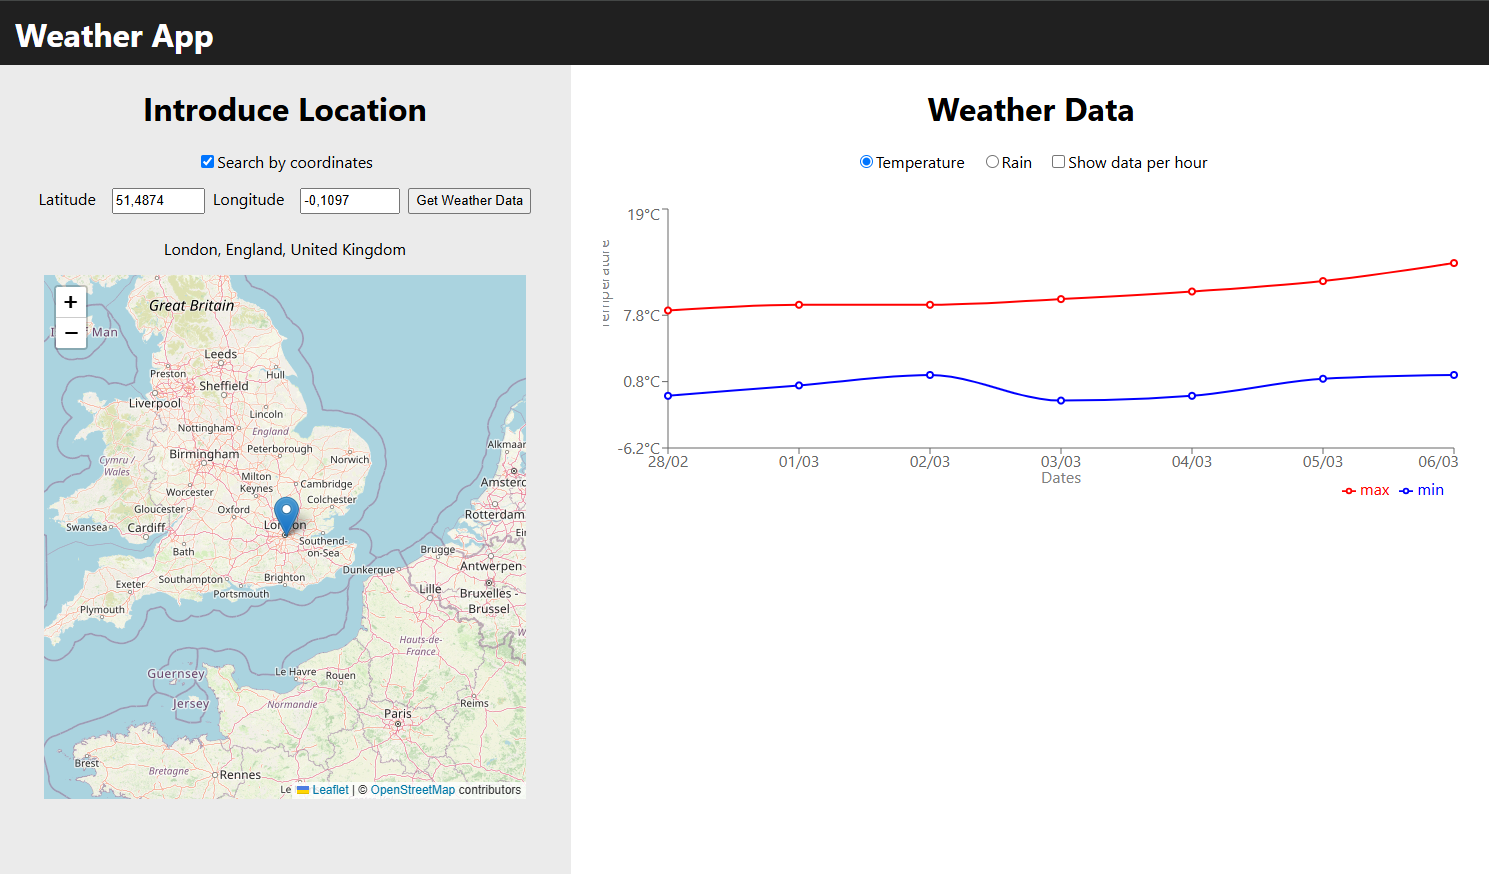 Weather App
Introduce Location
Search by coordinates
Latitude 51,4874 Longitude -0,1097 Get Weather Data
London, England, United Kingdom
+
−
Great Britain
Man
Leeds
Preston
Hull
Sheffield
Liverpool
Lincoln
Nottingham
England
Alkmaar
Peterborough
Birmingham
Norwich
Cymru /
Wales
Milton
Keynes
Cambridge
Worcester
Colchester
Gloucester
Oxford
Swansea
Cardiff
London
Rotterdam
Southend-
on-Sea
Bath
Brugge
Dunkerque
Antwerpen
Exeter
Southampton
Brighton
Portsmouth
Lille
Bruxelles -
Brussel
Plymouth
Hauts-de-
France
Guernsey
Le Havre
Rouen
Jersey
Normandie
Reims
Paris
Brest
Bretagne
Rennes
Le
Leaflet | © OpenStreetMap contributors
Weather Data
Temperature Rain Show data per hour
19°C
Temperature
7.8°C
0.8°C
-6.2°C
28/02 01/03 02/03 03/03 04/03 05/03 06/03
Dates
max min